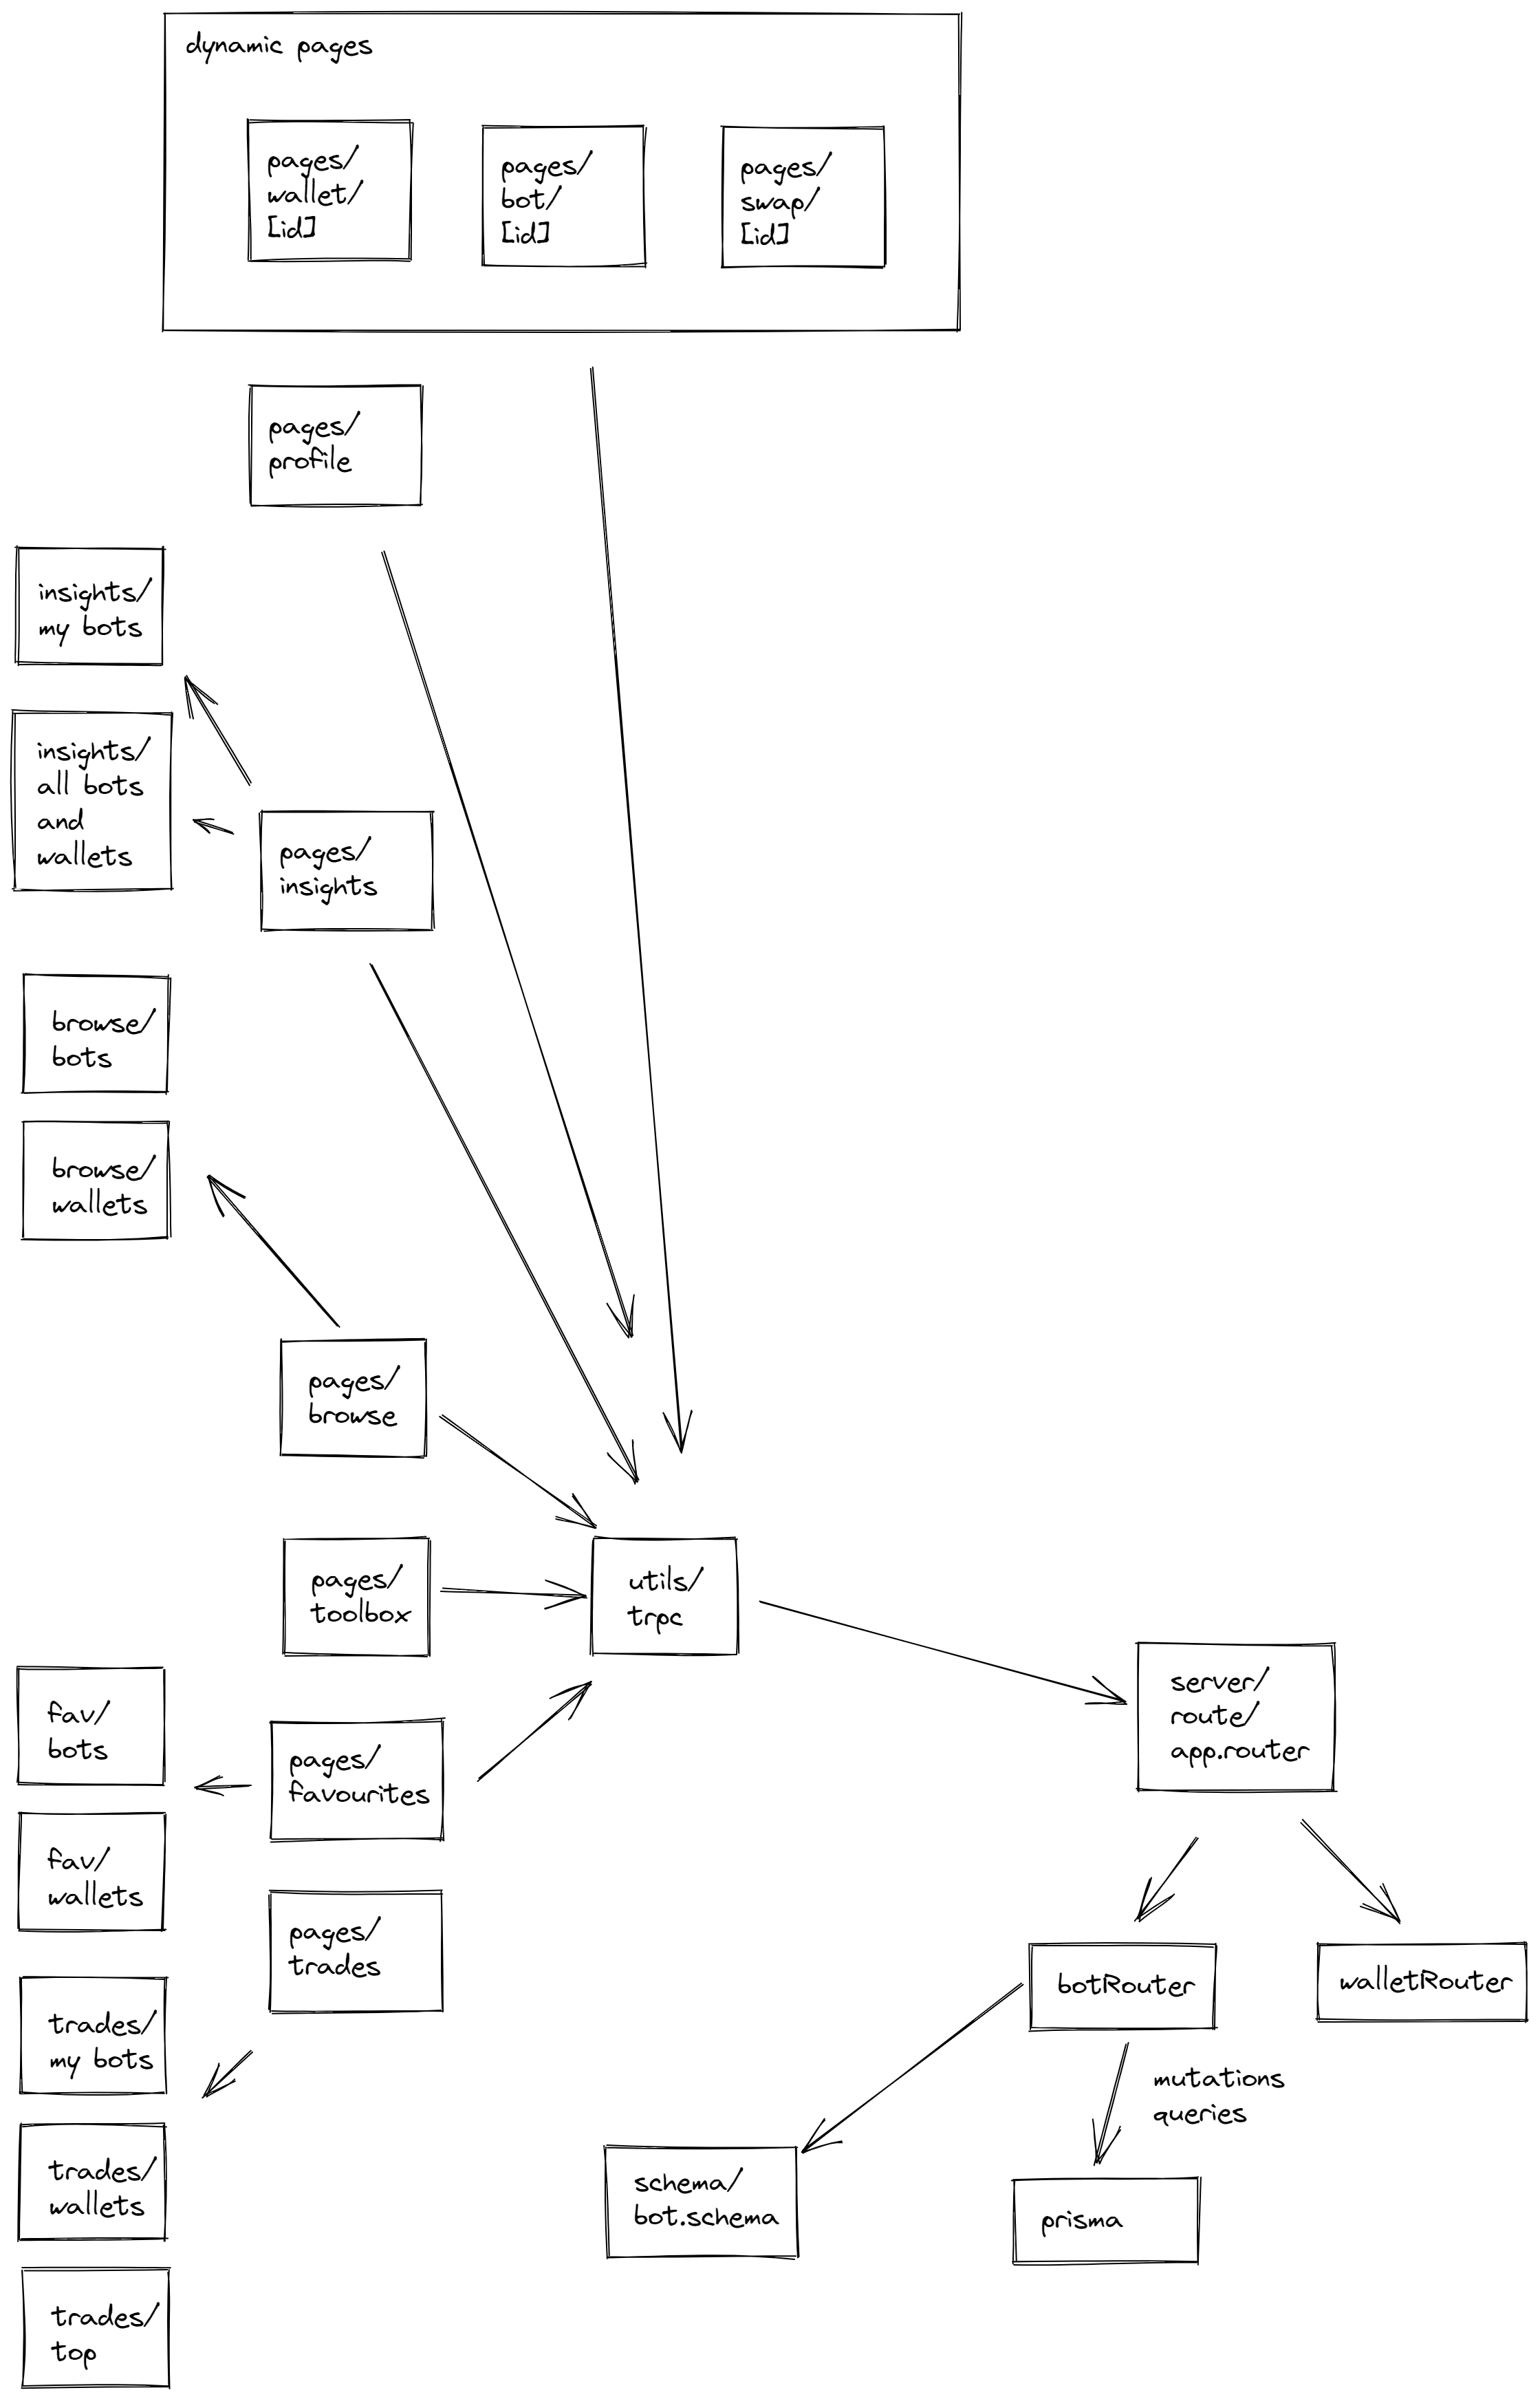 dynamic pages
pages/
wallet/
[id]
pages/
bot/
[id]
pages/
swap/
[id]
pages/
profile
insights/
my bots
insights/
all bots
and
wallets
pages/
insights
browse/
bots
browse/
wallets
pages/
browse
pages/
toolbox
utils/
trpc
server/
route/
app.router
fav/
bots
pages/
favourites
fav/
wallets
pages/
trades
botRouter
walletRouter
trades/
my bots
mutations
queries
trades/
wallets
schema/
bot.schema
prisma
trades/
top